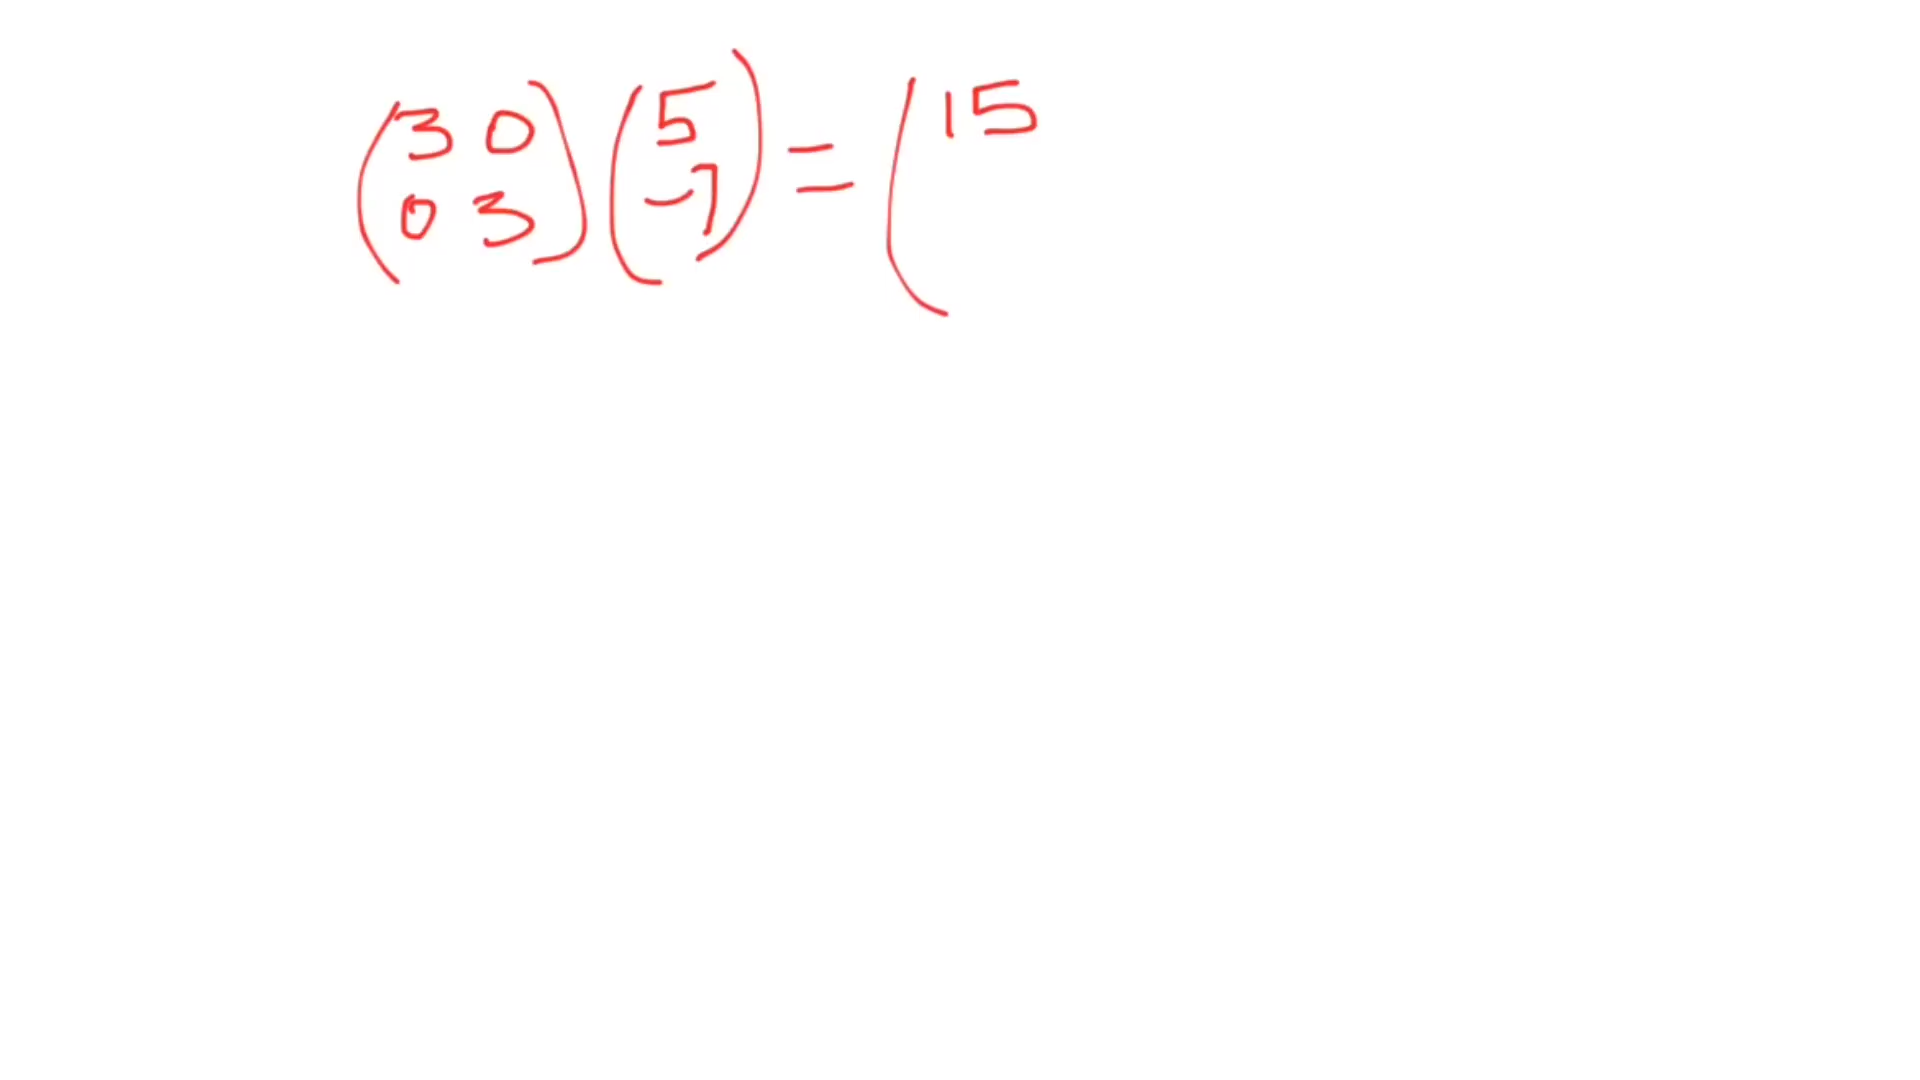 (3 0) (5) = (15
(0 3) (-7)